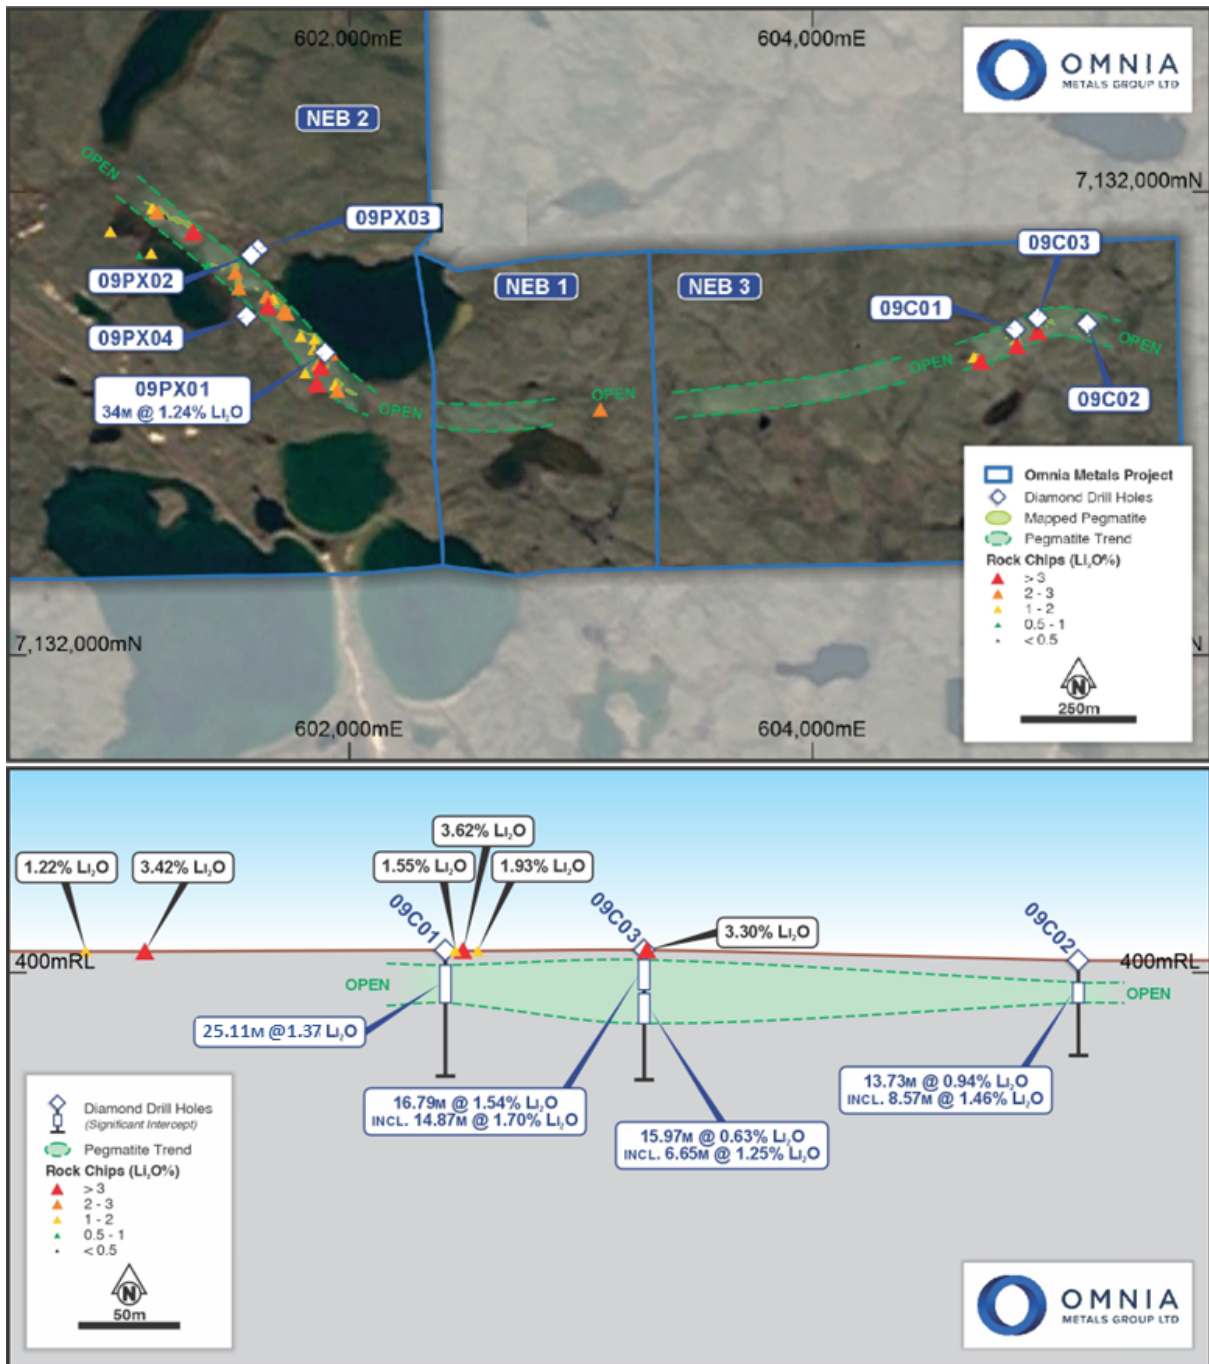 602,000mE
604,000mE
OMNIA
METALS GROUP LTD
NEB 2
OPEN
7,132,000mN
09PX03
09C03
09PX02
NEB 1
NEB 3
09C01
09PX04
OPEN
OPEN
09PX01
34M @ 1.24% Li₂O
OPEN
OPEN
09C02
Omnia Metals Project
Diamond Drill Holes
Mapped Pegmatite
Pegmatite Trend
Rock Chips (Li₂O%)
> 3
2 - 3
1 - 2
0.5 - 1
< 0.5
N
250m
7,132,000mN
N
602,000mE
604,000mE
3.62% Li₂O
1.22% Li₂O
3.42% Li₂O
1.55% Li₂O
1.93% Li₂O
09C01
09C03
3.30% Li₂O
09C02
400mRL
400mRL
OPEN
OPEN
25.11M @1.37 Li₂O
16.79M @ 1.54% Li₂O
INCL. 14.87M @ 1.70% Li₂O
13.73M @ 0.94% Li₂O
INCL. 8.57M @ 1.46% Li₂O
15.97M @ 0.63% Li₂O
INCL. 6.65M @ 1.25% Li₂O
Diamond Drill Holes
(Significant Intercept)
Pegmatite Trend
Rock Chips (Li₂O%)
> 3
2 - 3
1 - 2
0.5 - 1
< 0.5
N
50m
OMNIA
METALS GROUP LTD